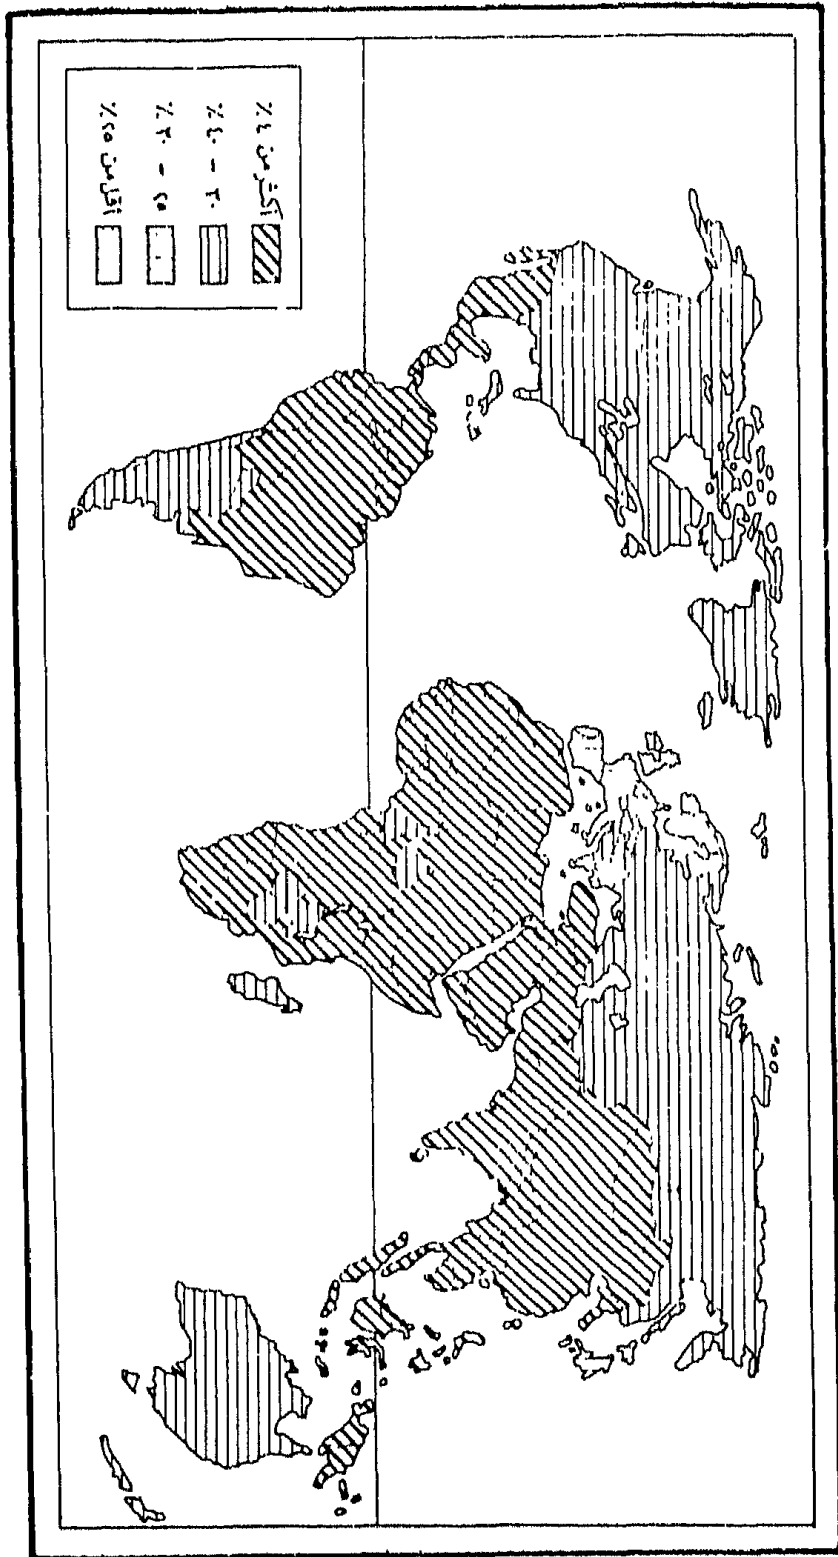 أكثر من ٤٠ ٪
٣٠ - ٤٠ ٪
٢٥ - ٣٠ ٪
أقل من ٢٥ ٪